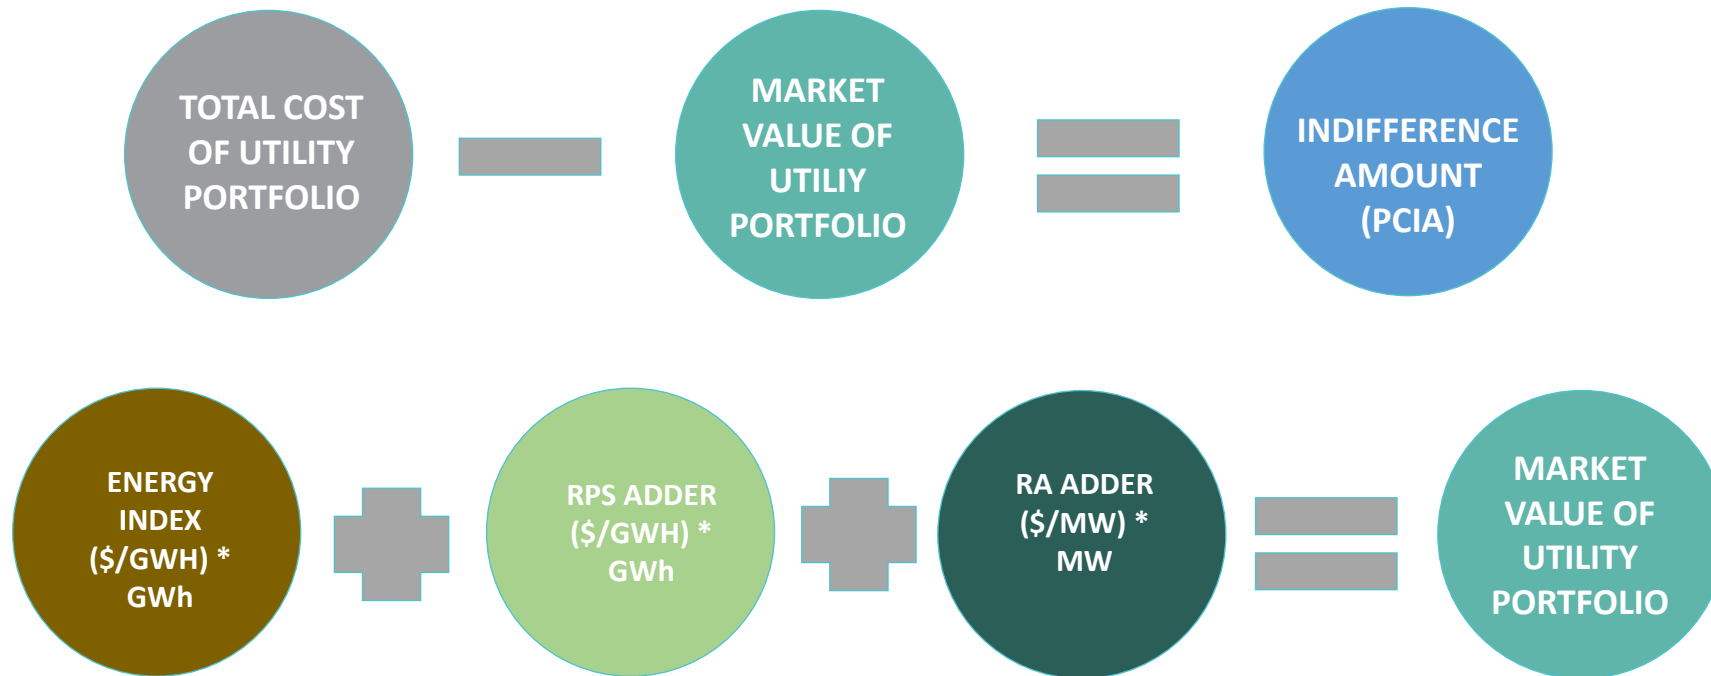 TOTAL COST
OF UTILITY
PORTFOLIO
MARKET
VALUE OF
UTILIY
PORTFOLIO
INDIFFERENCE
AMOUNT
(PCIA)
ENERGY
INDEX
($/GWH) *
GWh
RPS ADDER
($/GWH) *
GWh
RA ADDER
($/MW) *
MW
MARKET
VALUE OF
UTILITY
PORTFOLIO